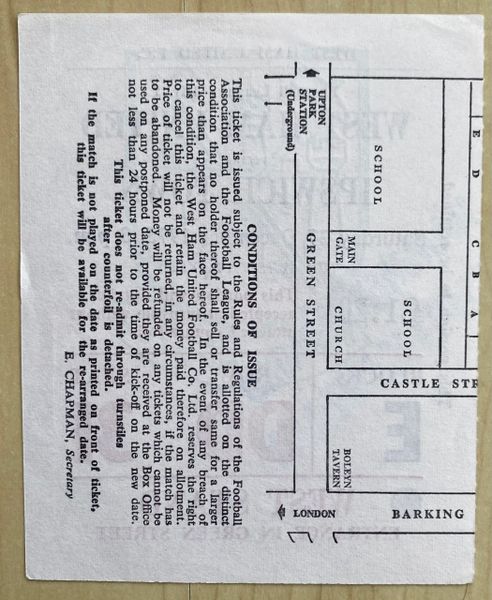 UPTON
PARK
STATION
(Underground)
SCHOOL
E D C A
MAIN
GATE
GREEN STREET
CHURCH
SCHOOL
CASTLE STR
BOLEYN
TAVERN
LONDON
BARKING
CONDITIONS OF ISSUE
This ticket is issued subject to the Rules and Regulations of the Football
Association and the Football League, and is allotted on the distinct
condition that no holder thereof shall sell or transfer same for a larger
price than appears on the face hereof. In the event of any breach of
this condition, the West Ham United Football Co. Ltd. reserves the right
to cancel this ticket and retain the money paid therefore on allotment.
Price of ticket will not be returned, in any circumstances, if the match has
to be abandoned. Money will be refunded on any tickets which cannot be
used on any postponed date, provided they are received at the Box Office
not less than 24 hours prior to the time of kick-off on the new date.
This ticket does not re-admit through turnstiles
after counterfoil is detached.
If the match is not played on the date as printed on front of ticket,
this ticket will be available for the re-arranged date.
E. CHAPMAN, Secretary